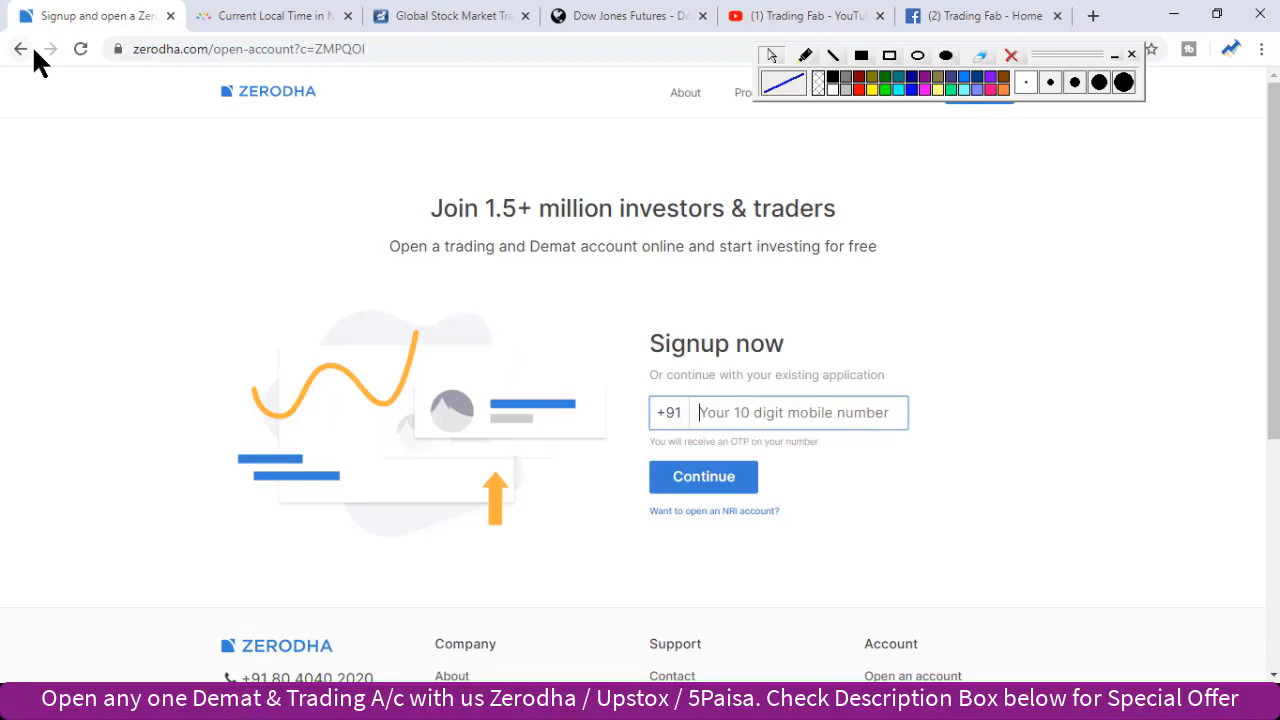 Signup and open a Zer
Current Local Time in N
Global Stock Market Tra
Dow Jones Futures - Do
(1) Trading Fab - YouTu
(2) Trading Fab - Home
zerodha.com/open-account?c=ZMPQOI
ZERODHA
About
Pro
Join 1.5+ million investors & traders
Open a trading and Demat account online and start investing for free
Signup now
Or continue with your existing application
+91 Your 10 digit mobile number
You will receive an OTP on your number
Continue
Want to open an NRI account?
ZERODHA
Company
Support
Account
+91 80 4040 2020
About
Contact
Open an account
Open any one Demat & Trading A/c with us Zerodha / Upstox / 5Paisa. Check Description Box below for Special Offer